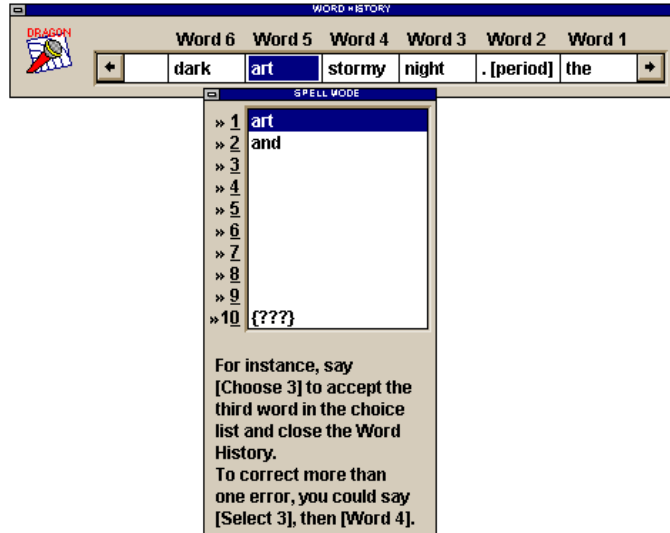 WORD HISTORY
DRAGON
Word 6 Word 5 Word 4 Word 3 Word 2 Word 1
dark art stormy night . [period] the
SPELL MODE
» 1 art
» 2 and
» 3
» 4
» 5
» 6
» 7
» 8
» 9
»10 {???}
For instance, say
[Choose 3] to accept the
third word in the choice
list and close the Word
History.
To correct more than
one error, you could say
[Select 3], then [Word 4].